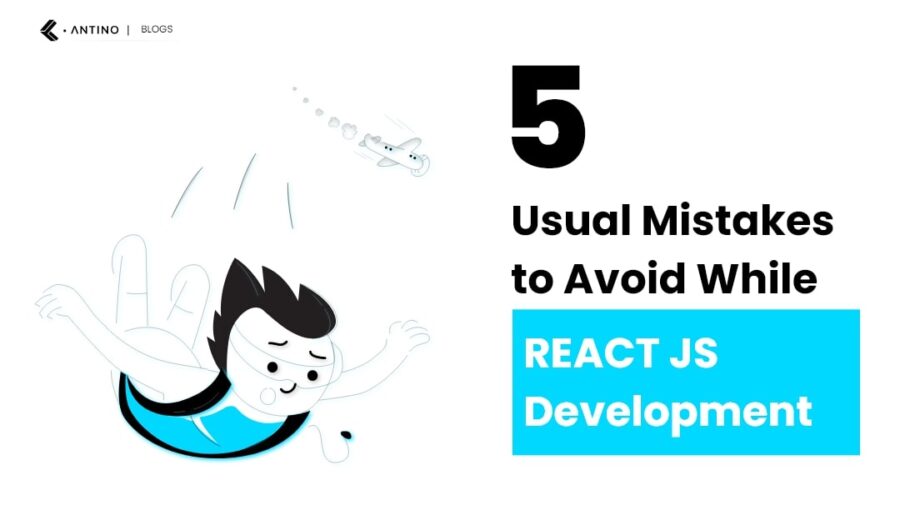 ANTINO | BLOGS
5
Usual Mistakes
to Avoid While
REACT JS
Development